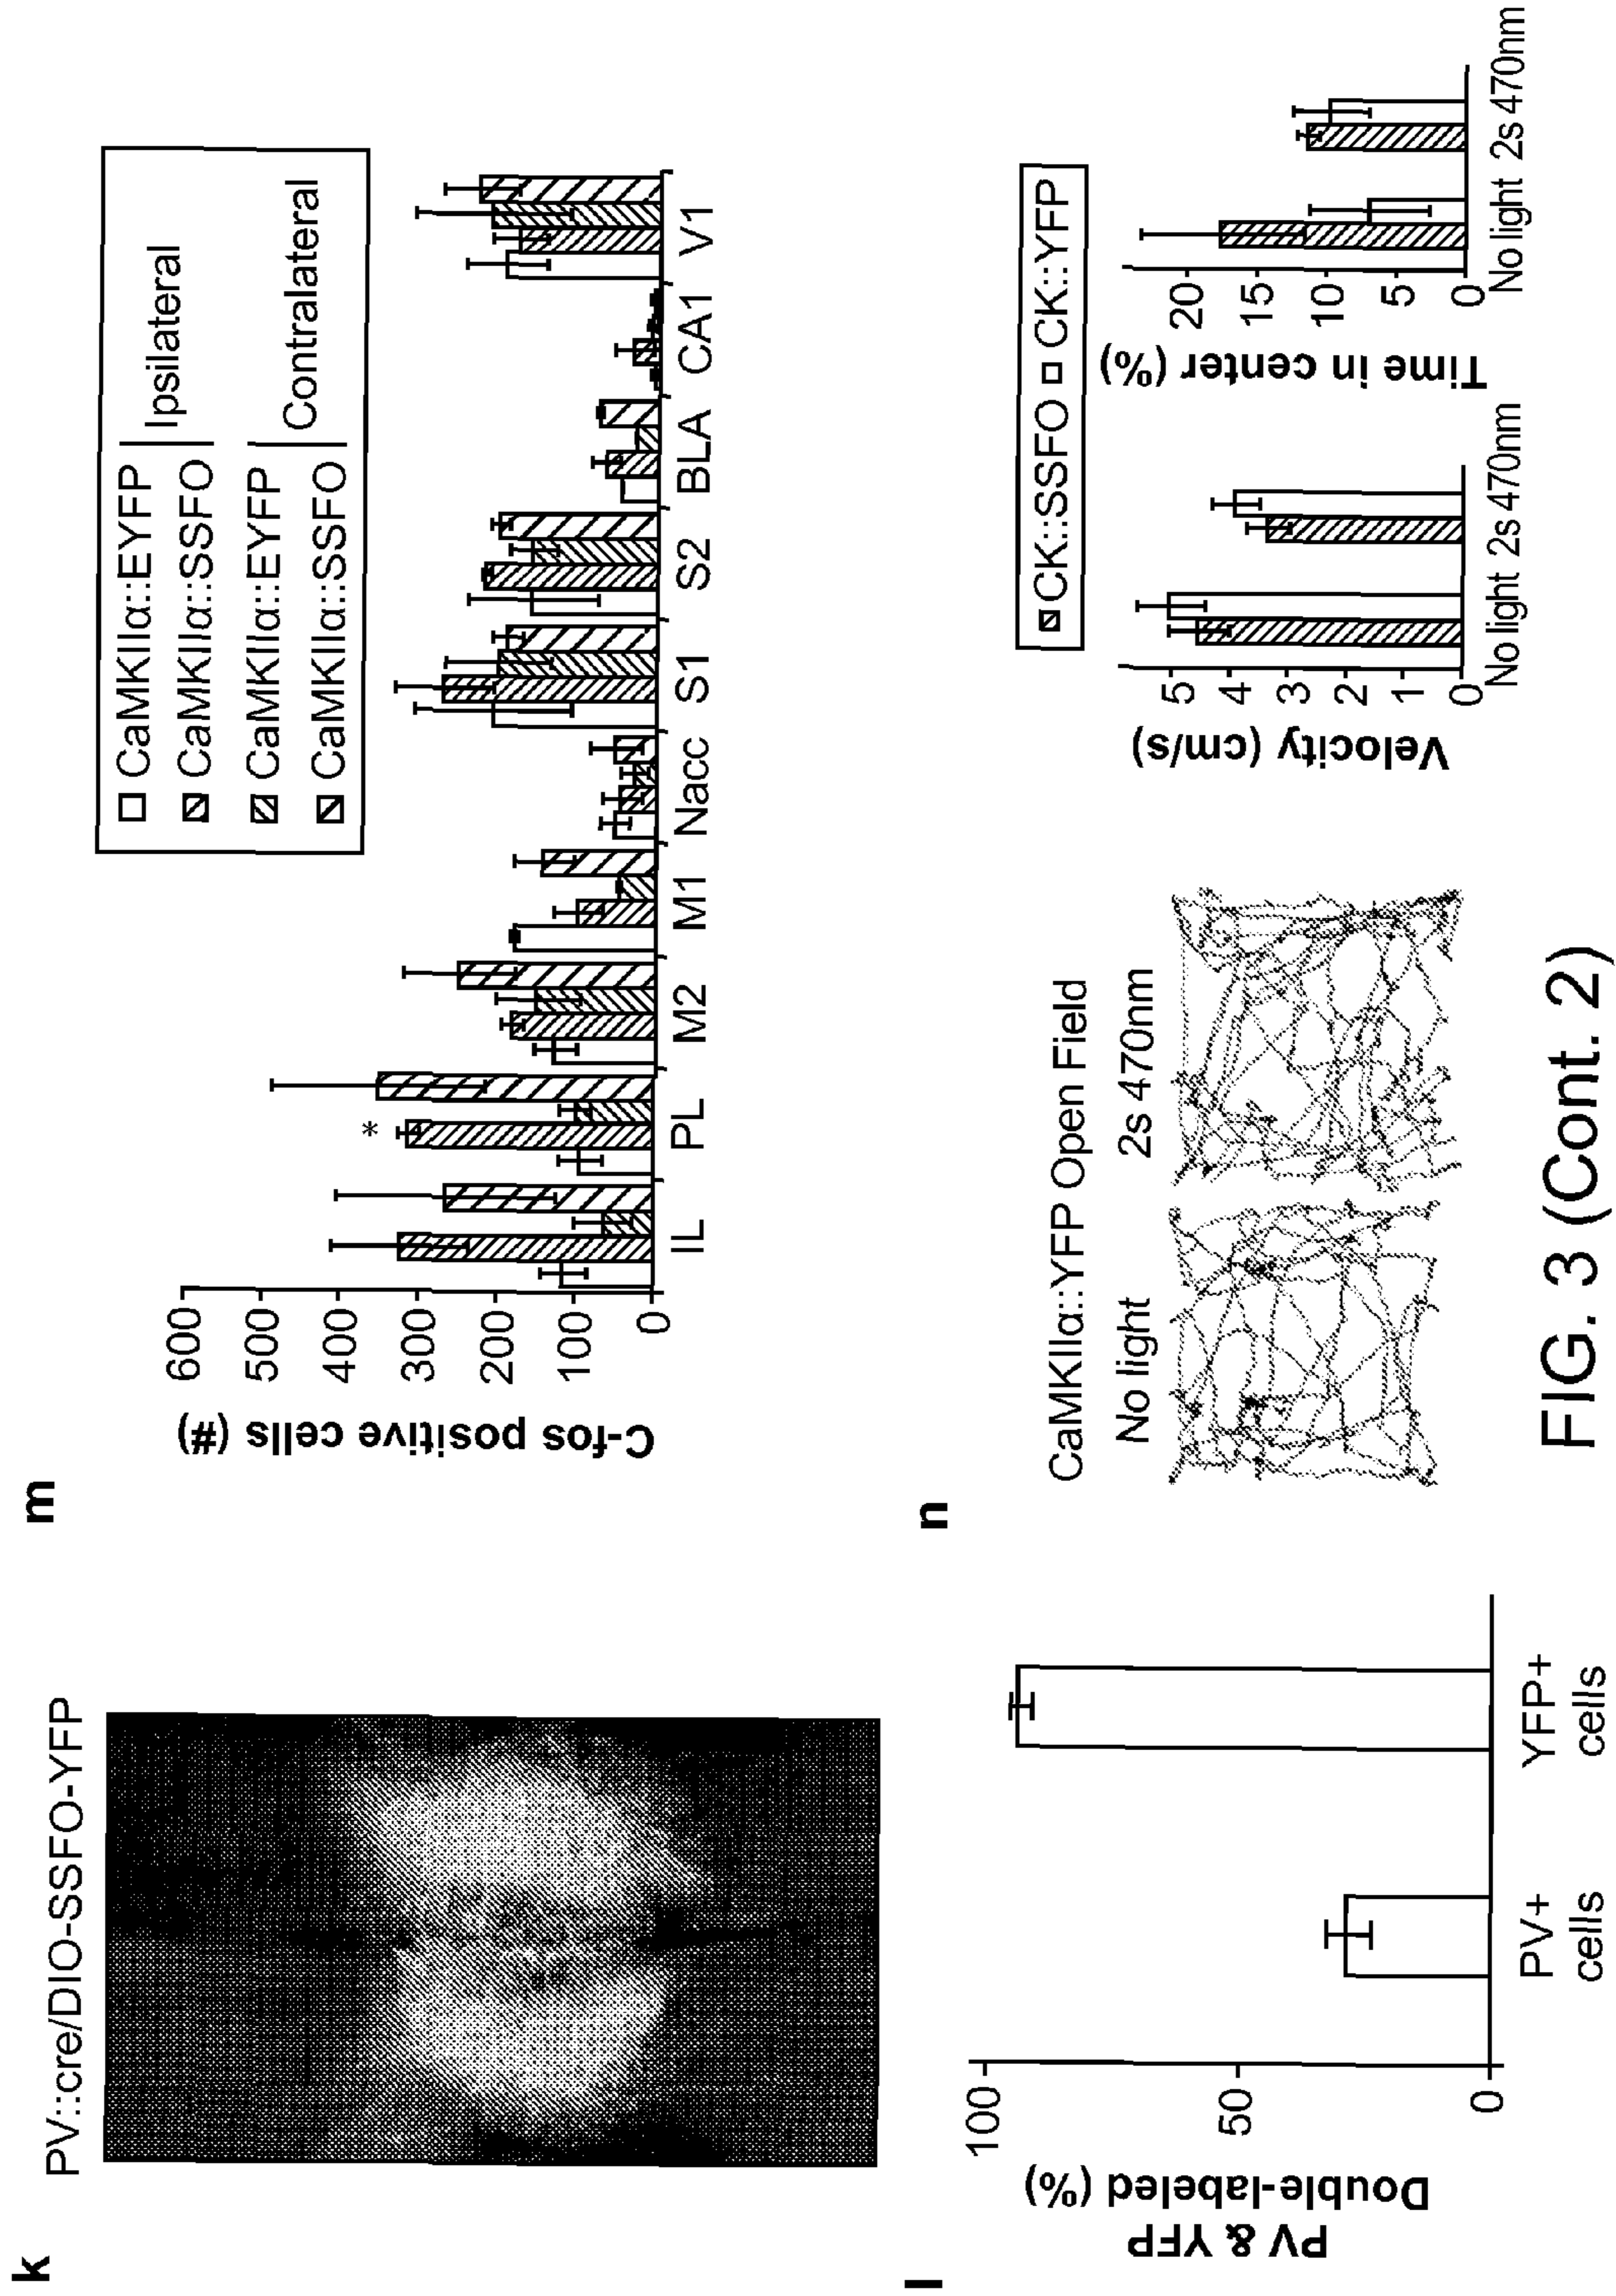 k
PV::cre/DIO-SSFO-YFP
l
PV & YFP
Double-labeled (%)
100
50
0
PV+
cells
YFP+
cells
m
C-fos positive cells (#)
600
500
400
300
200
100
0
*
IL PL M2 M1 Nacc S1 S2 BLA CA1 V1
CaMKIIα::EYFP
CaMKIIα::SSFO
Ipsilateral
CaMKIIα::EYFP
CaMKIIα::SSFO
Contralateral
n
CaMKIIα::YFP Open Field
No light 2s 470nm
CK::SSFO CK::YFP
Velocity (cm/s)
5
4
3
2
1
0
No light 2s 470nm
Time in center (%)
20
15
10
5
0
No light 2s 470nm
FIG. 3 (Cont. 2)